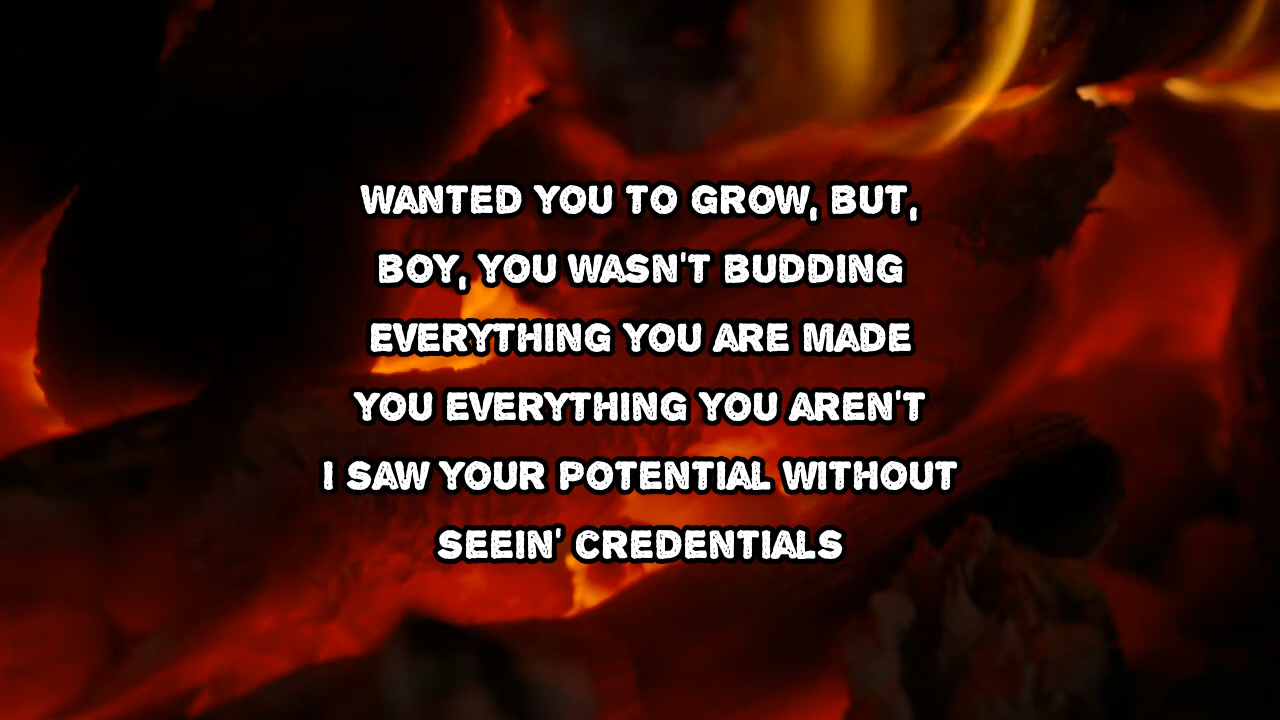 WANTED YOU TO GROW, BUT,
BOY, YOU WASN'T BUDDING
EVERYTHING YOU ARE MADE
YOU EVERYTHING YOU AREN'T
I SAW YOUR POTENTIAL WITHOUT
SEEIN' CREDENTIALS